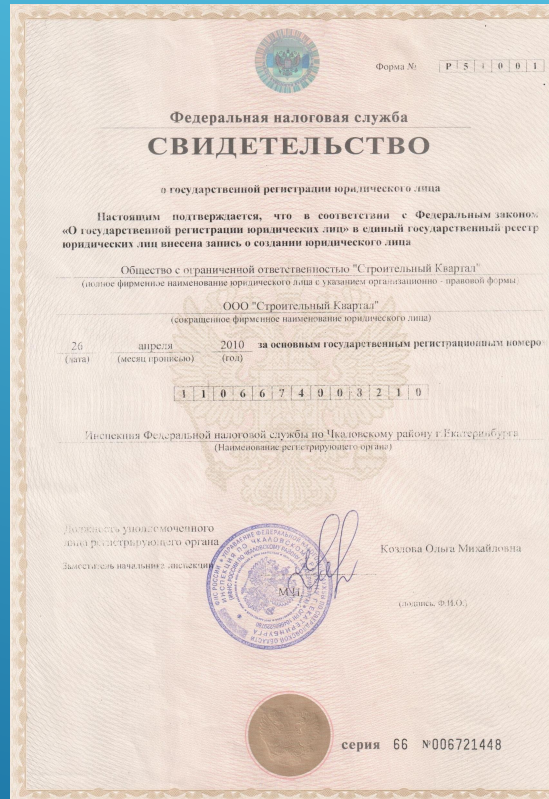 Форма № Р 5 1 0 0 1
Федеральная налоговая служба
СВИДЕТЕЛЬСТВО
о государственной регистрации юридического лица
Настоящим подтверждается, что в соответствии с Федеральным законом
«О государственной регистрации юридических лиц» в единый государственный реестр
юридических лиц внесена запись о создании юридического лица
Общество с ограниченной ответственностью "Строительный Квартал"
(полное фирменное наименование юридического лица с указанием организационно - правовой формы)
ООО "Строительный Квартал"
(сокращенное фирменное наименование юридического лица)
26 апреля 2010 за основным государственным регистрационным номеро
(дата) (месяц прописью) (год)
1 1 0 6 6 7 4 0 0 3 2 1 0
Инспекция Федеральной налоговой службы по Чкаловскому району г.Екатеринбурга
(Наименование регистрирующего органа)
Должность уполномоченного
лица регистрирующего органа
Козлова Ольга Михайловна
Заместитель начальника инспекции
М.П.
(подпись, Ф.И.О.)
серия 66 №006721448